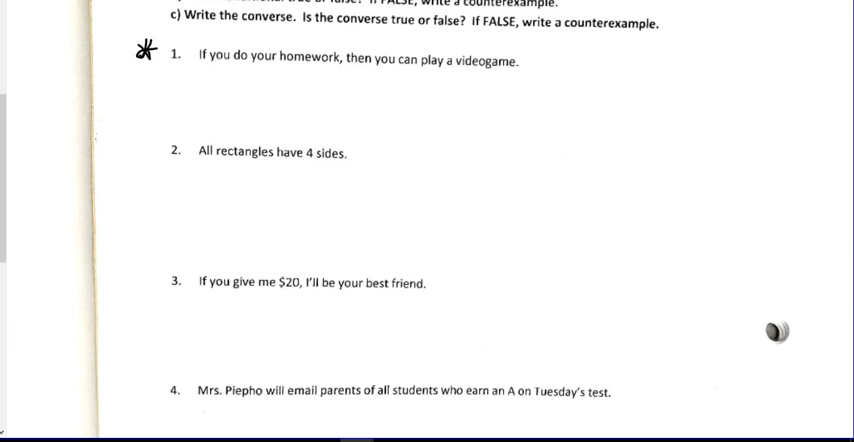 write a counterexample.
c) Write the converse. Is the converse true or false? If FALSE, write a counterexample.
1. If you do your homework, then you can play a videogame.
2. All rectangles have 4 sides.
3. If you give me $20, I'll be your best friend.
4. Mrs. Piepho will email parents of all students who earn an A on Tuesday's test.